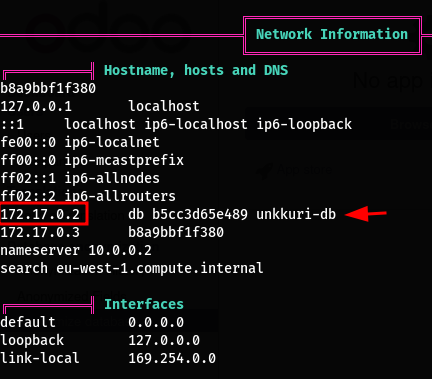 Network Information
Hostname, hosts and DNS
b8a9bbf1f380
127.0.0.1 localhost
::1 localhost ip6-localhost ip6-loopback
fe00::0 ip6-localnet
ff00::0 ip6-mcastprefix
ff02::1 ip6-allnodes
ff02::2 ip6-allrouters
172.17.0.2 db b5cc3d65e489 unkkuri-db
172.17.0.3 b8a9bbf1f380
nameserver 10.0.0.2
search eu-west-1.compute.internal
Interfaces
default 0.0.0.0
loopback 127.0.0.0
link-local 169.254.0.0